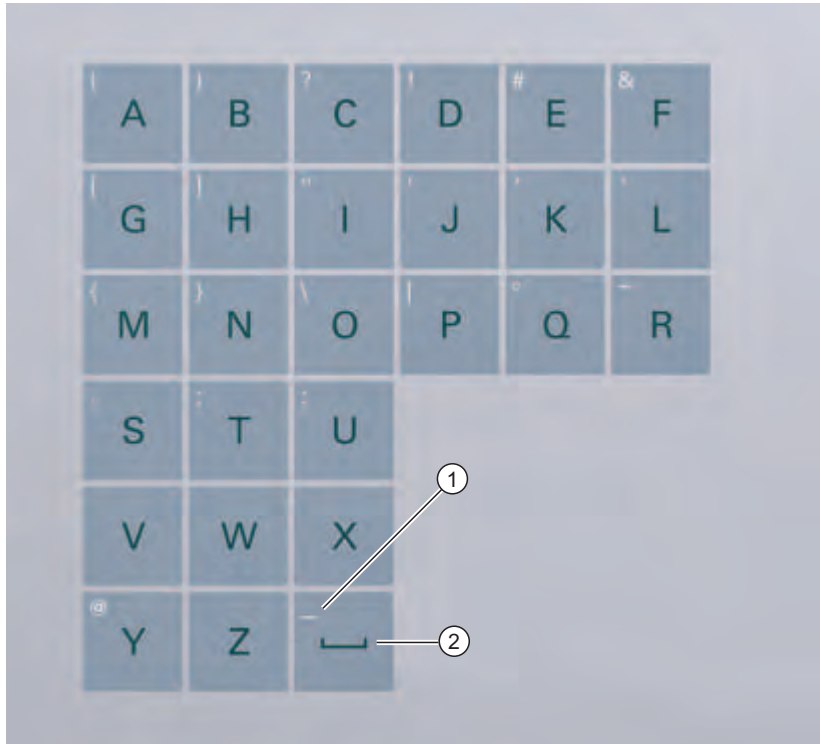 ( A ) B ? C ! D # E & F
[ G ] H " I ' J K L
{ M } N \ O | P ° Q R
S : T ; U
1
V W X
@ Y Z _
2